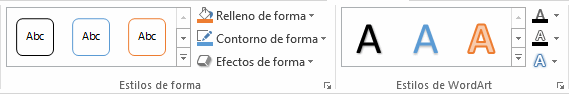 Abc Abc Abc
Relleno de forma
Contorno de forma
Efectos de forma
Estilos de forma
A A A
A
A
A
Estilos de WordArt